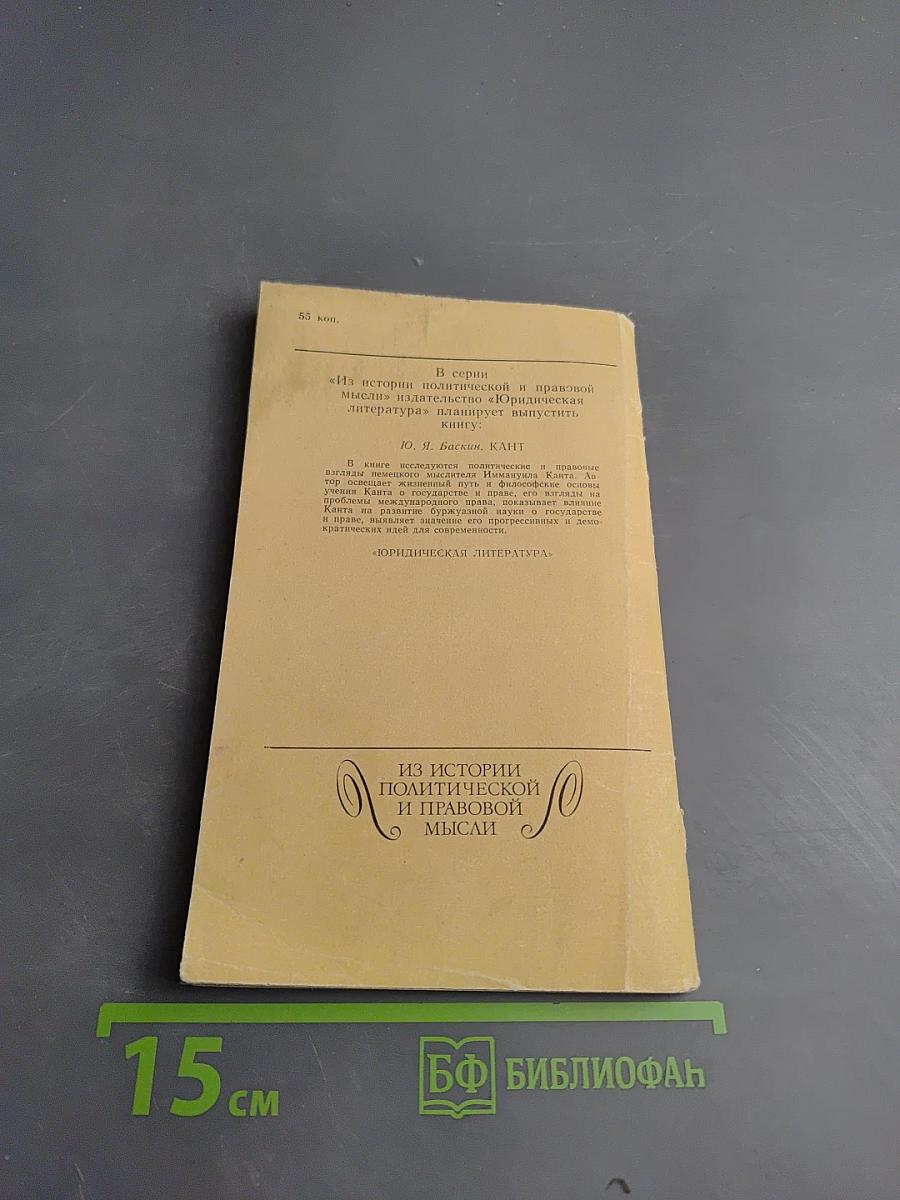 55 коп.
В серии
«Из истории политической и правовой
мысли» издательство «Юридическая
литература» планирует выпустить
книгу:
Ю. Я. Баскин. КАНТ
В книге исследуются политические и правовые
взгляды немецкого мыслителя Иммануила Канта. Ав-
тор освещает жизненный путь и философские основы
учения Канта о государстве и праве, его взгляды на
проблемы международного права, показывает влияние
Канта на развитие буржуазной науки о государстве
и праве, выявляет значение его прогрессивных и демо-
кратических идей для современности.
«ЮРИДИЧЕСКАЯ ЛИТЕРАТУРА»
ИЗ ИСТОРИИ
ПОЛИТИЧЕСКОЙ
И ПРАВОВОЙ
МЫСЛИ
15 см
БФ БИБЛИОФАН